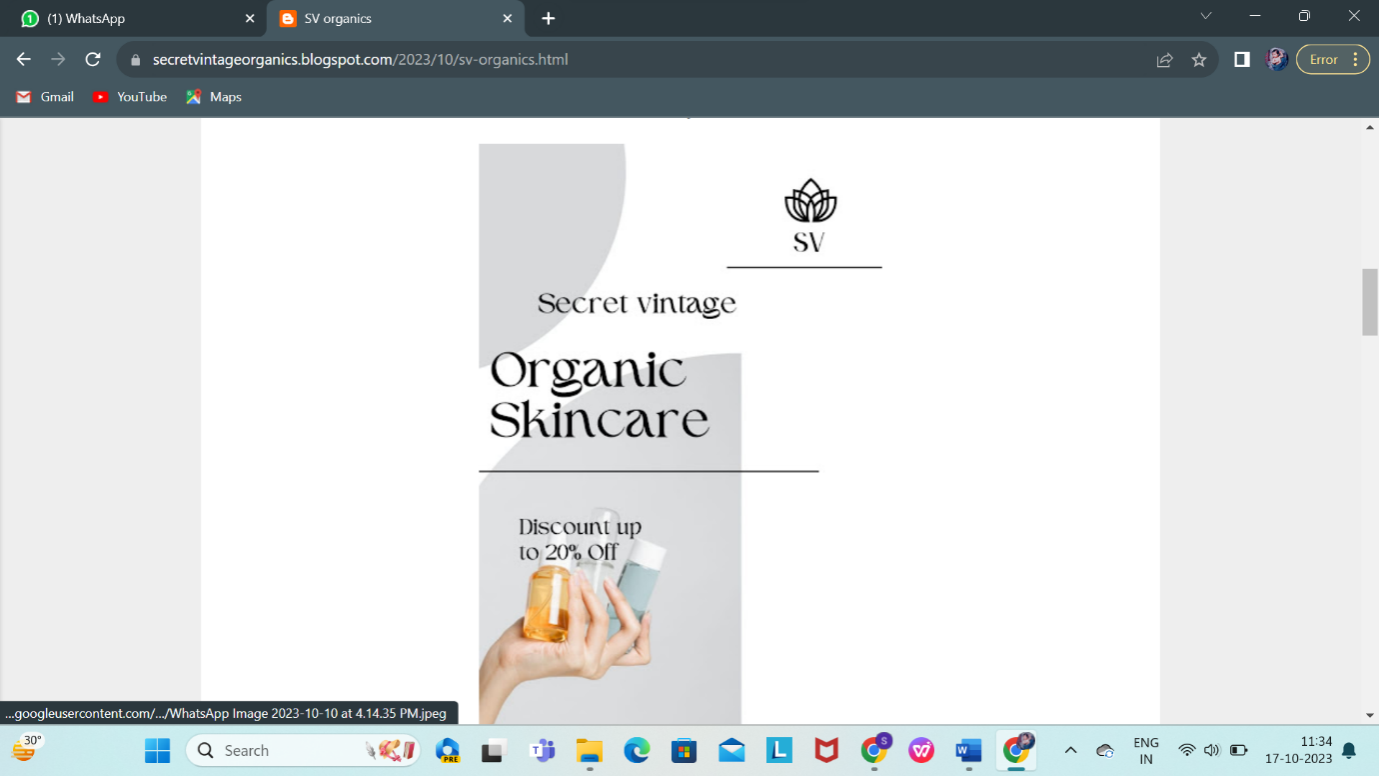 (1) WhatsApp
SV organics
secretvintageorganics.blogspot.com/2023/10/sv-organics.html
Error
Gmail
YouTube
Maps
SV
Secret vintage
Organic
Skincare
Discount up
to 20% Off
...googleusercontent.com/.../WhatsApp Image 2023-10-10 at 4.14.35 PM.jpeg
30°
Search
PRE
T
L
S
W
ENG
IN
11:34
17-10-2023